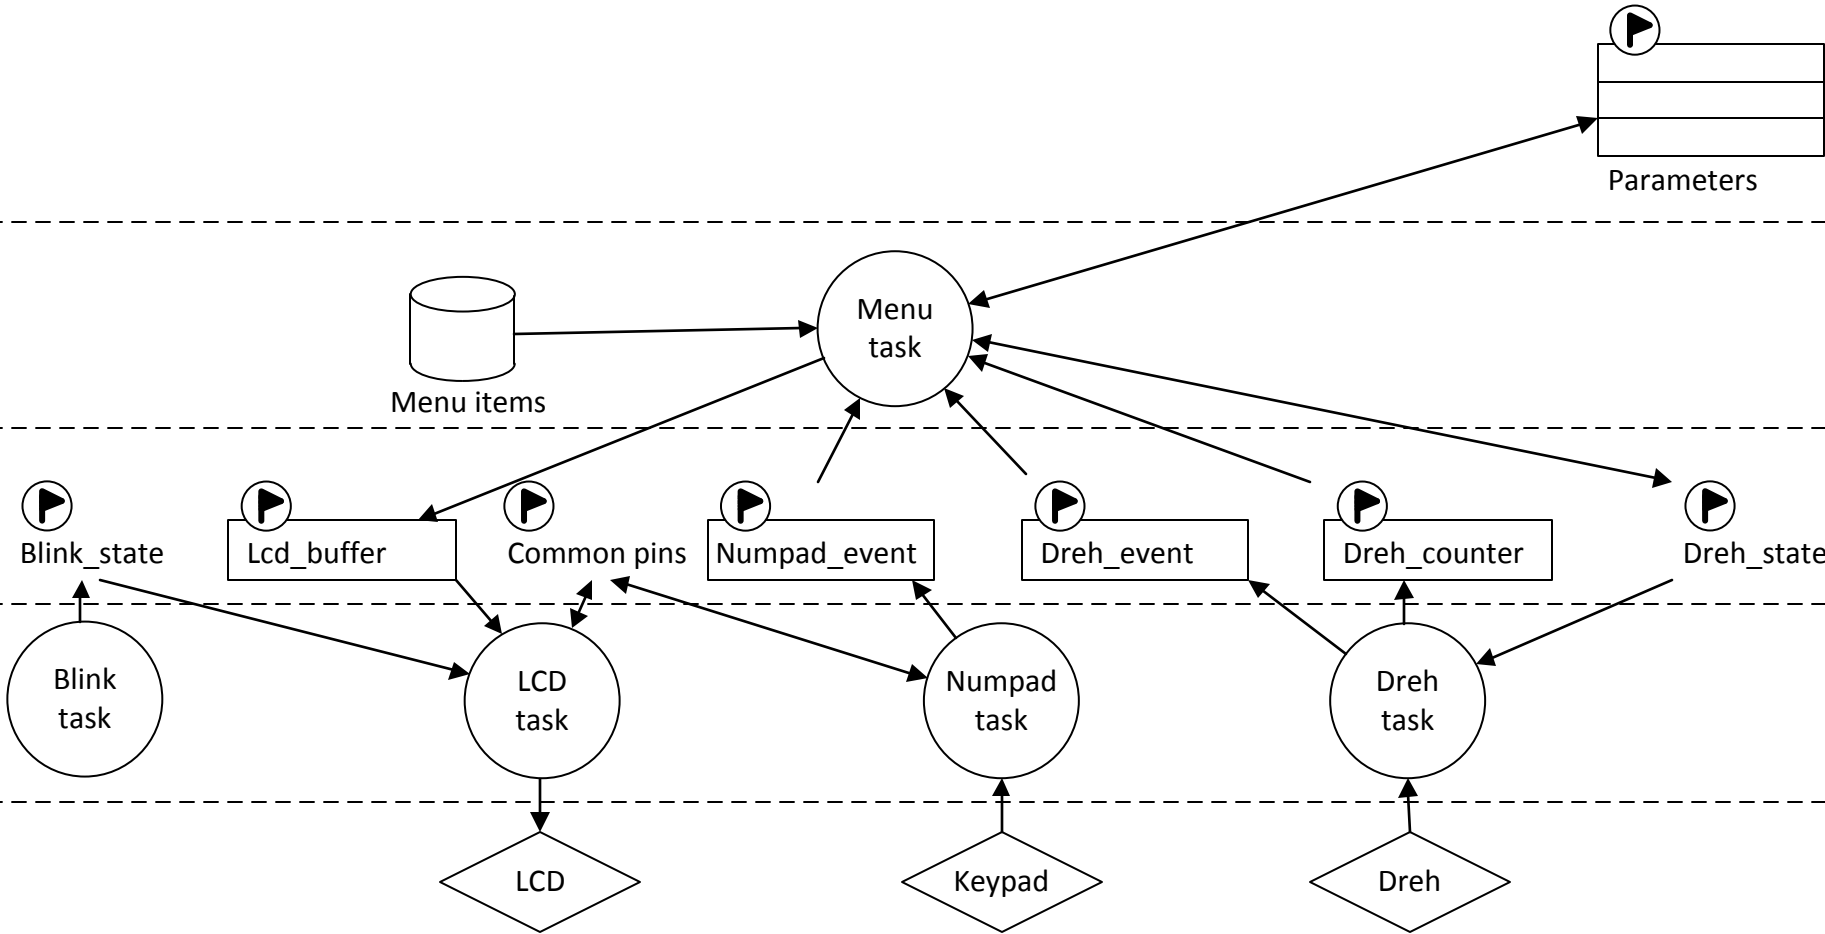 Parameters
Menu
task
Menu items
Blink_state
Lcd_buffer
Common pins
Numpad_event
Dreh_event
Dreh_counter
Dreh_state
Blink
task
LCD
task
Numpad
task
Dreh
task
LCD
Keypad
Dreh